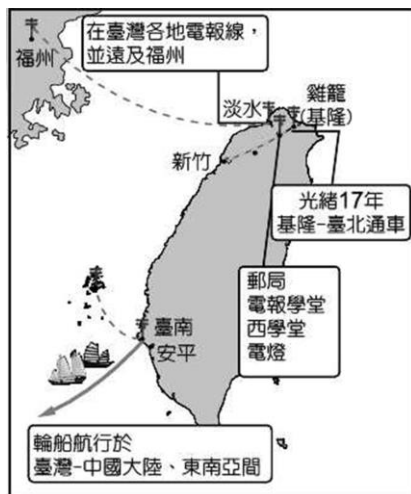 在臺灣各地電報線，
並遠及福州
福州
淡水
雞籠
(基隆)
新竹
光緒17年
基隆-臺北通車
郵局
電報學堂
西學堂
電燈
臺南
安平
輪船航行於
臺灣-中國大陸、東南亞間